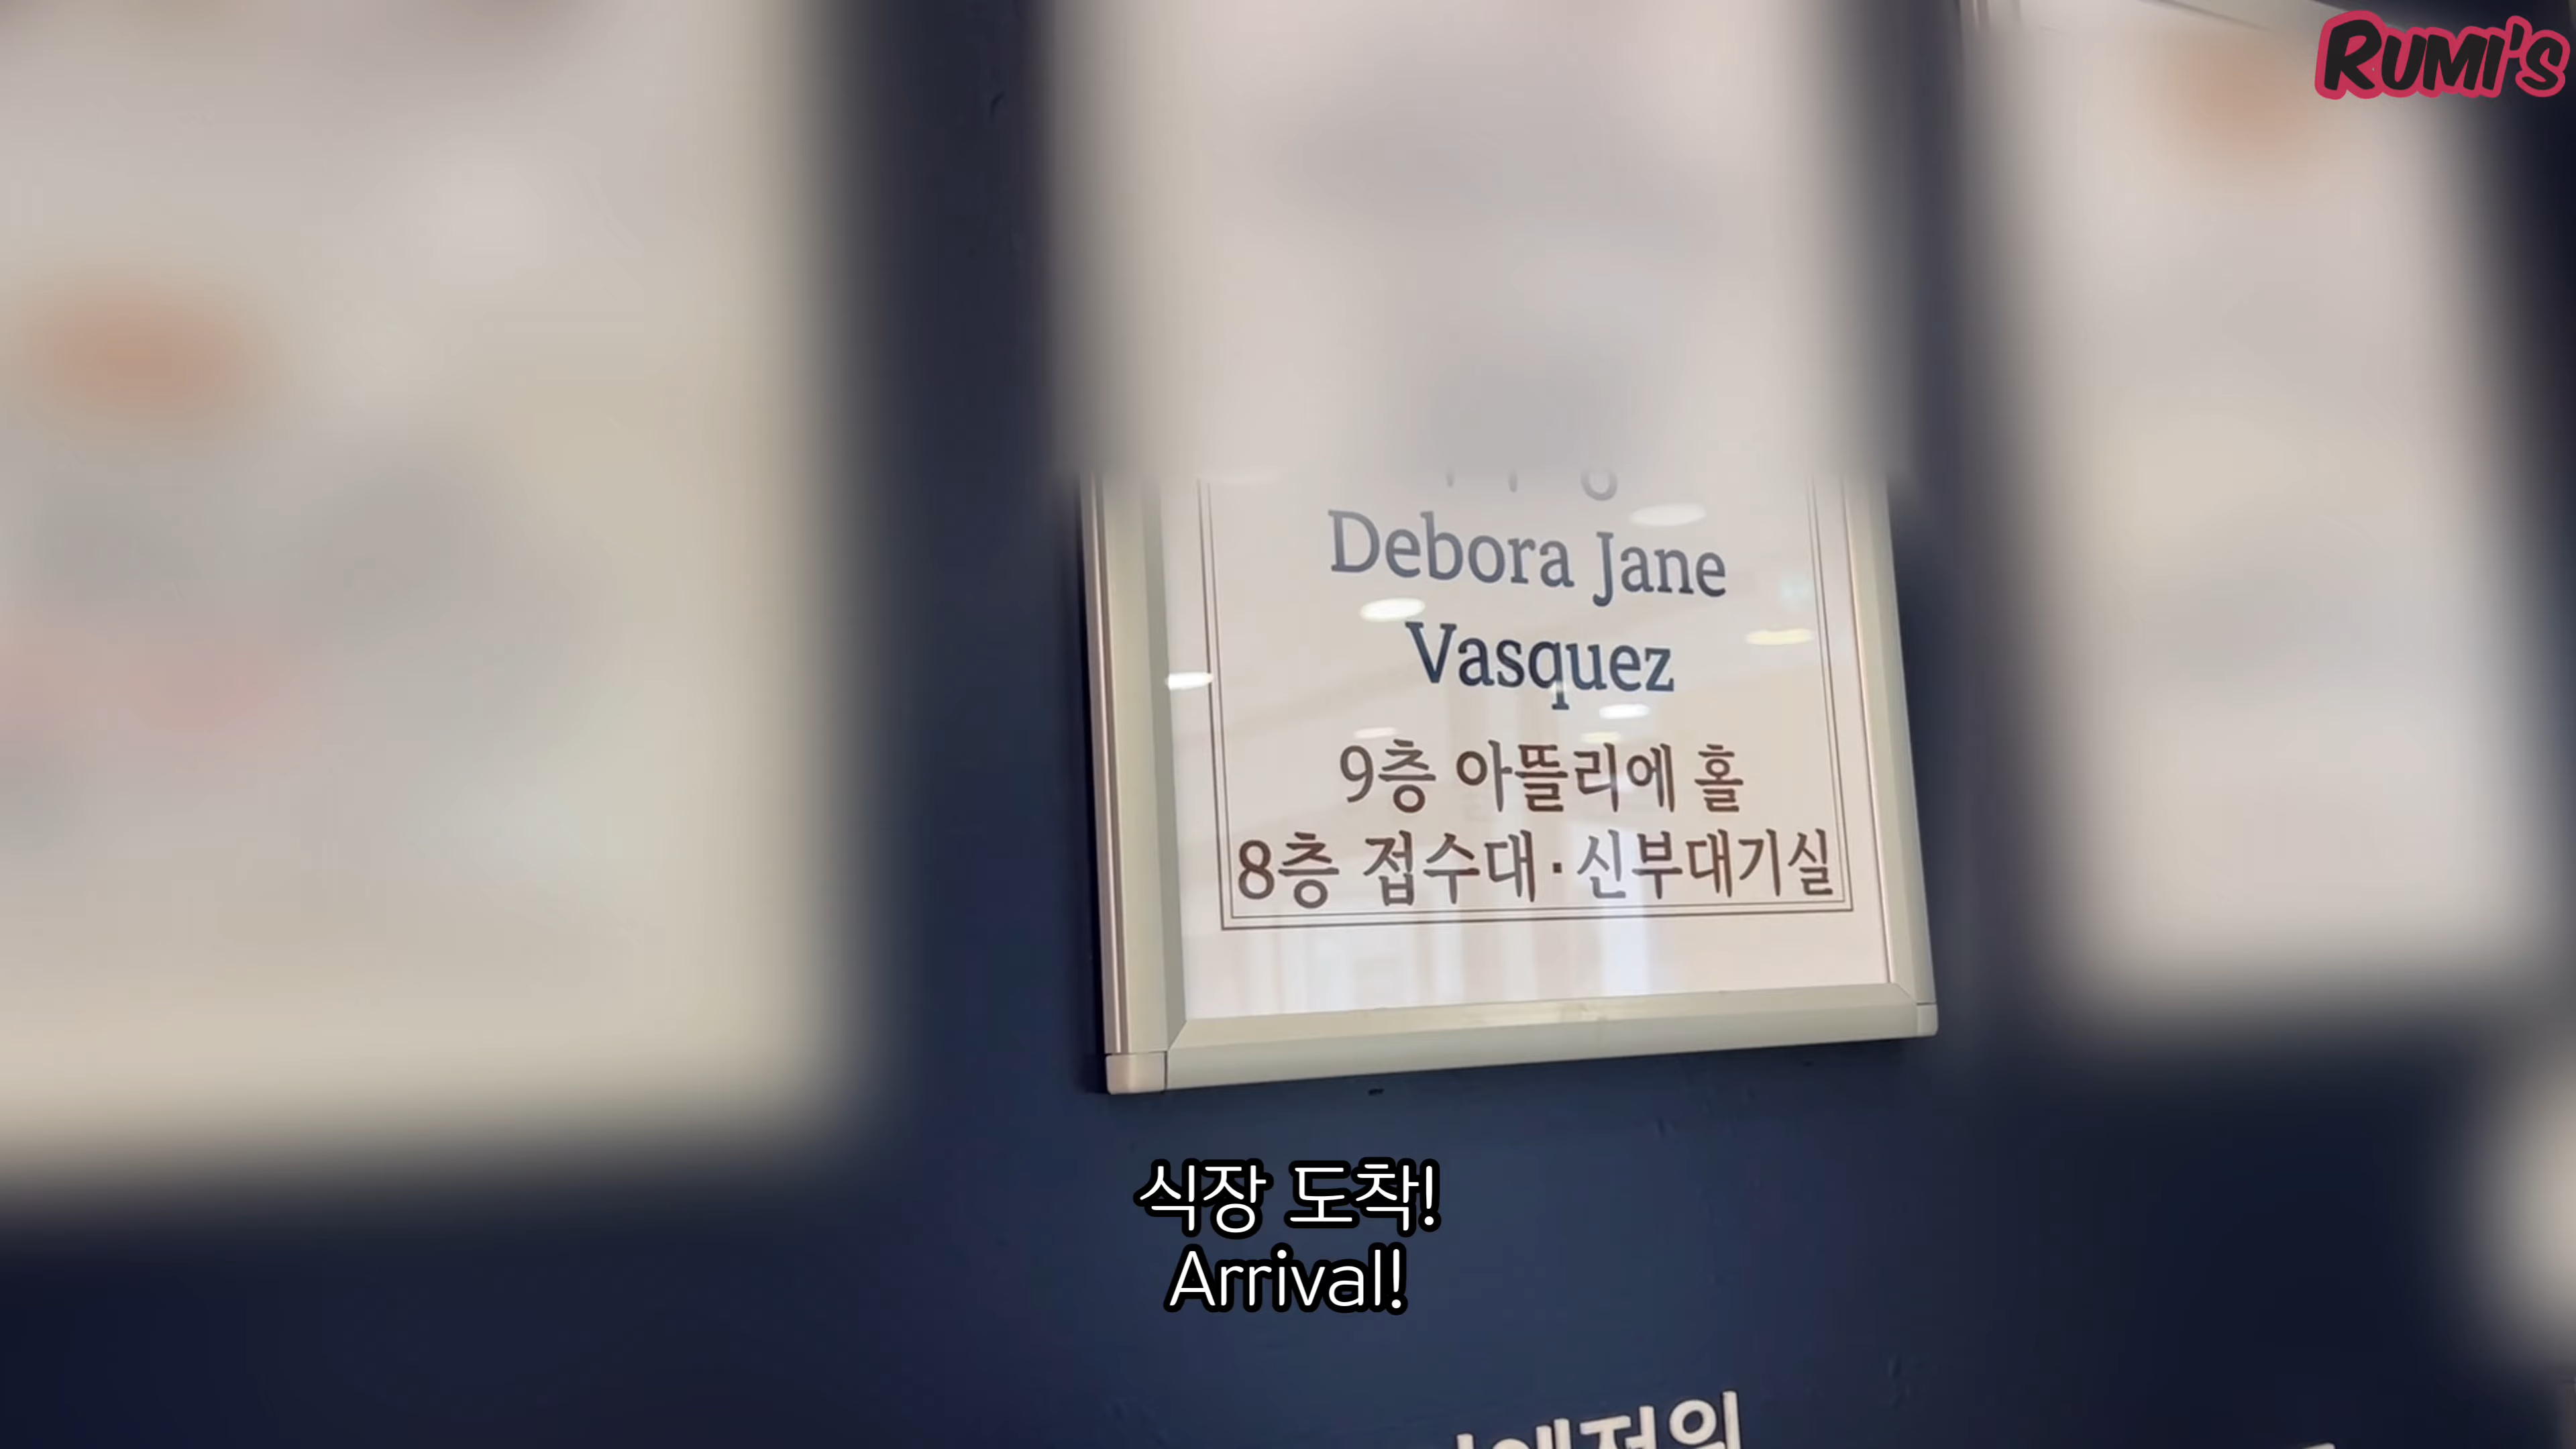 RUMI'S
Debora Jane
Vasquez
9층 아뜰리에 홀
8층 접수대·신부대기실
식장 도착!
Arrival!